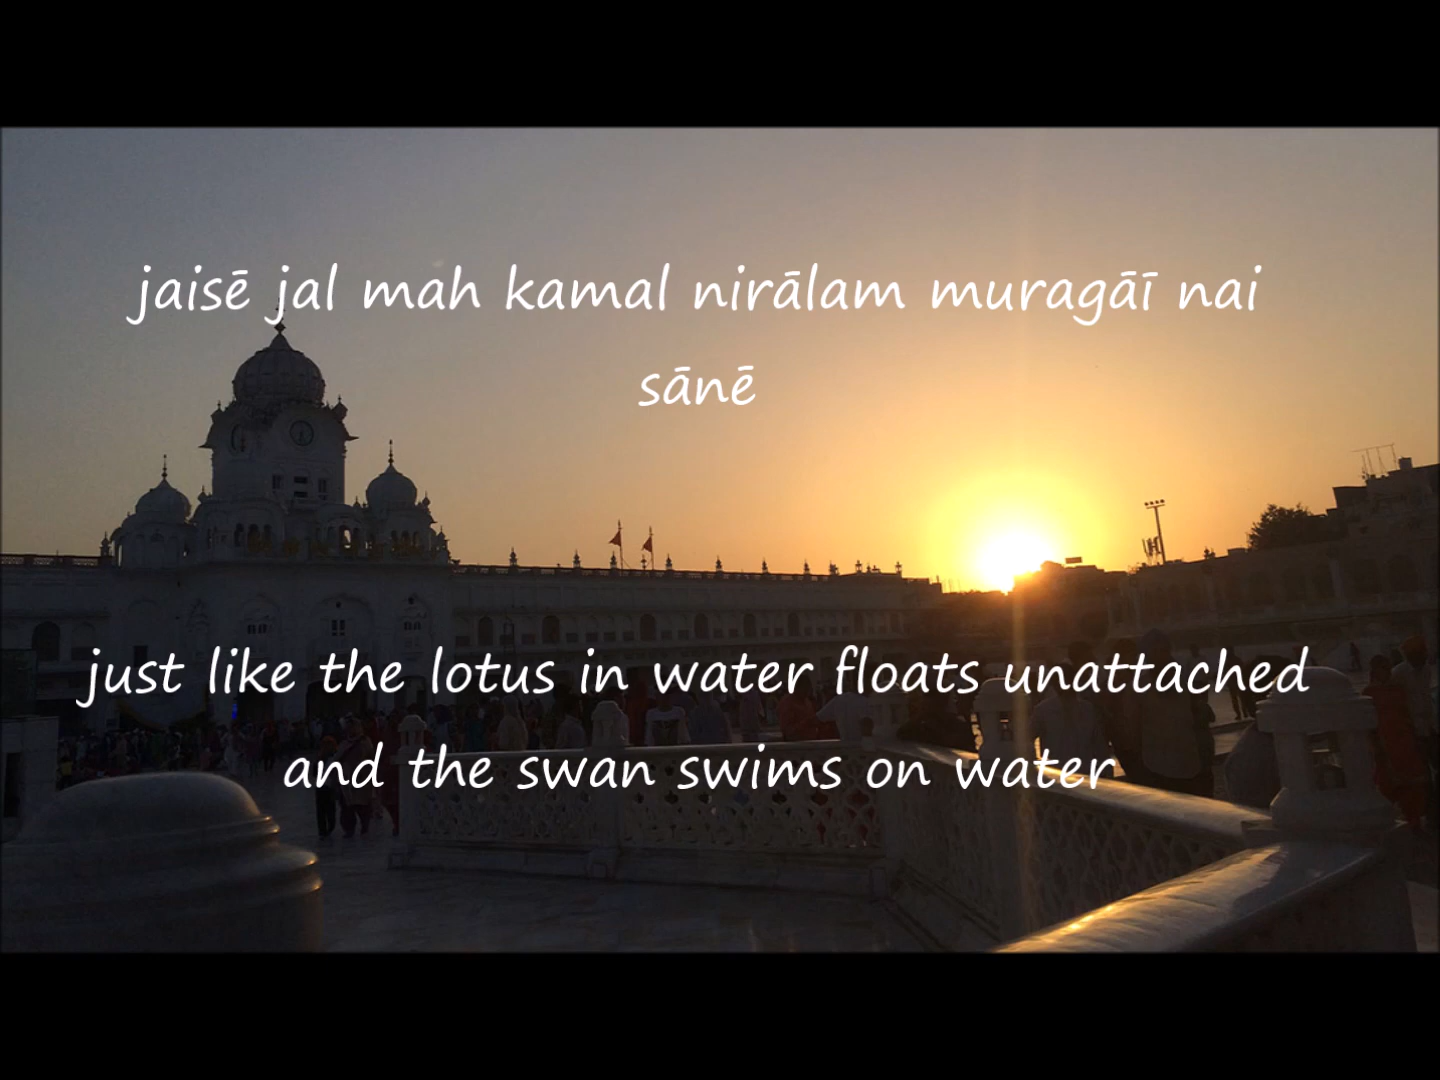 jaisē jal mah kamal nirālam muragāī nai
sānē
just like the lotus in water floats unattached
and the swan swims on water